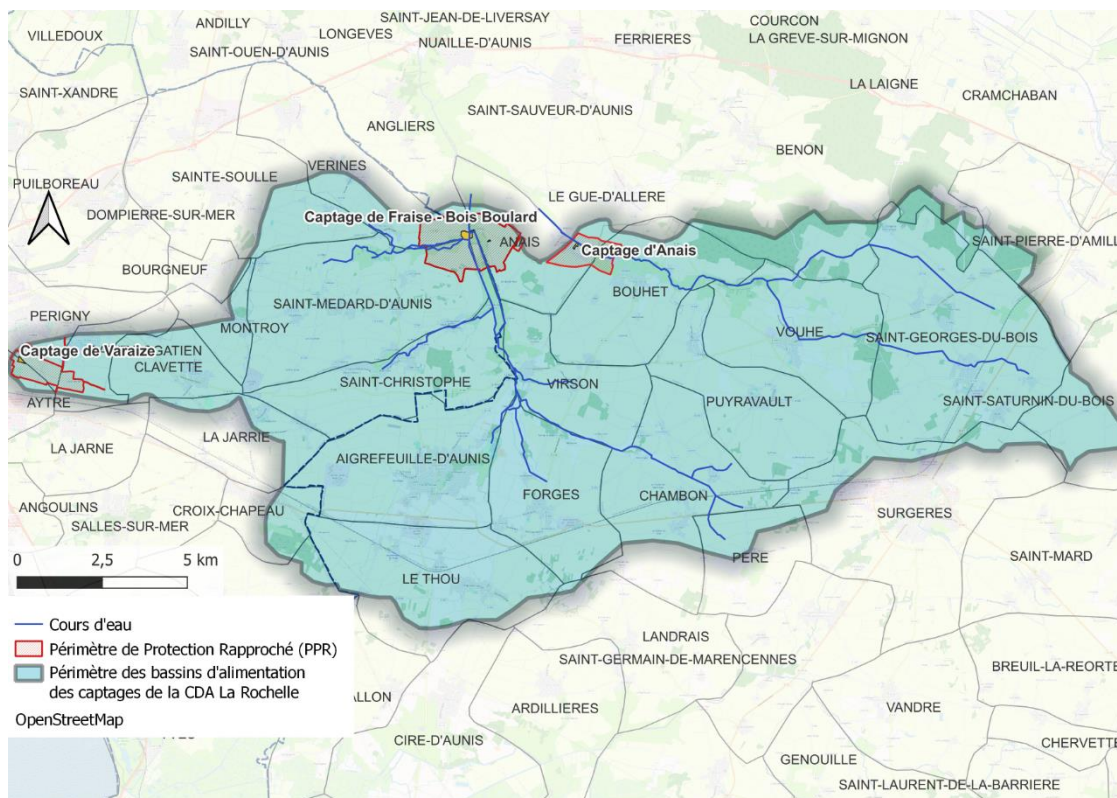 SAINT-JEAN-DE-LIVERSAY
COURCON
ANDILLY
LONGEVES
VILLEDOUX
NUAILLE-D'AUNIS
FERRIERES
LA GREVE-SUR-MIGNON
SAINT-OUEN-D'AUNIS
LA LAIGNE
SAINT-XANDRE
CRAMCHABAN
SAINT-SAUVEUR-D'AUNIS
ANGLIERS
BENON
VERINES
PUILBOREAU
SAINTE-SOULLE
LE GUE-D'ALLERE
DOMPIERRE-SUR-MER
Captage de Fraise - Bois Boulard
ANAIS
Captage d'Anais
SAINT-PIERRE-D'AMILL
BOURGNEUF
BOUHET
SAINT-MEDARD-D'AUNIS
PERIGNY
MONTROY
VOUHE
SAINT-GEORGES-DU-BOIS
Captage de Varaize
GATIEN
CLAVETTE
SAINT-CHRISTOPHE
VIRSON
AYTRE
PUYRAVAULT
SAINT-SATURNIN-DU-BOIS
LA JARRIE
LA JARNE
AIGREFEUILLE-D'AUNIS
FORGES
CHAMBON
ANGOULINS
CROIX-CHAPEAU
SURGERES
SALLES-SUR-MER
0 2,5 5 km
PERE
SAINT-MARD
LE THOU
Cours d'eau
Périmètre de Protection Rapproché (PPR)
Périmètre des bassins d'alimentation
des captages de la CDA La Rochelle
OpenStreetMap
LANDRAIS
SAINT-GERMAIN-DE-MARENCENNES
BREUIL-LA-REORTE
ALLON
ARDILLIERES
VANDRE
CIRE-D'AUNIS
CHERVETTE
GENOUILLE
SAINT-LAURENT-DE-LA-BARRIERE